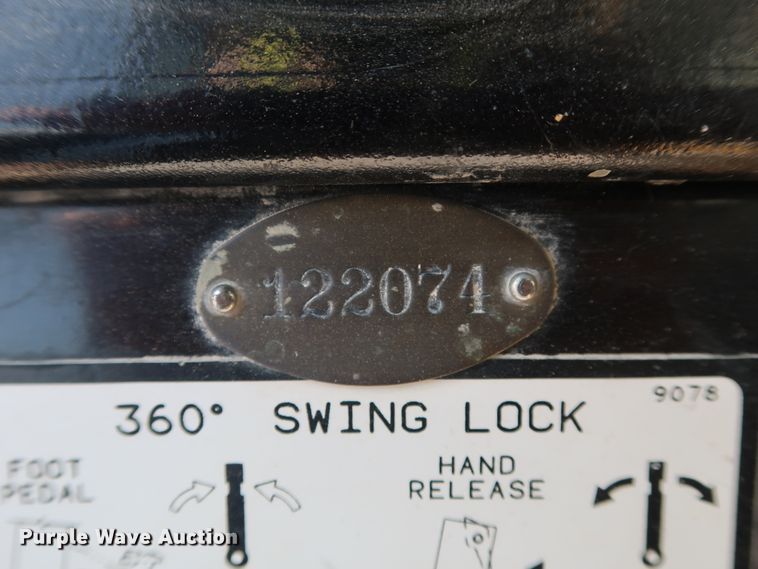 122074
9078
360° SWING LOCK
FOOT
PEDAL
HAND
RELEASE
Purple Wave Auction